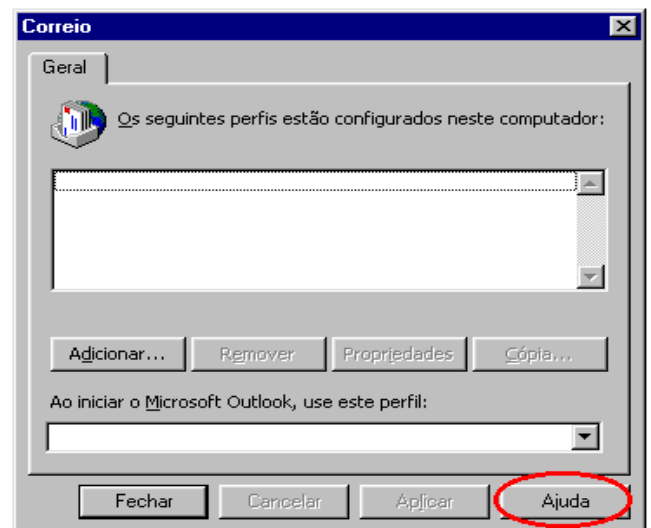 Correio
Geral
Os seguintes perfis estão configurados neste computador:
Adicionar... Remover Propriedades Cópia...
Ao iniciar o Microsoft Outlook, use este perfil:
Fechar Cancelar Aplicar Ajuda